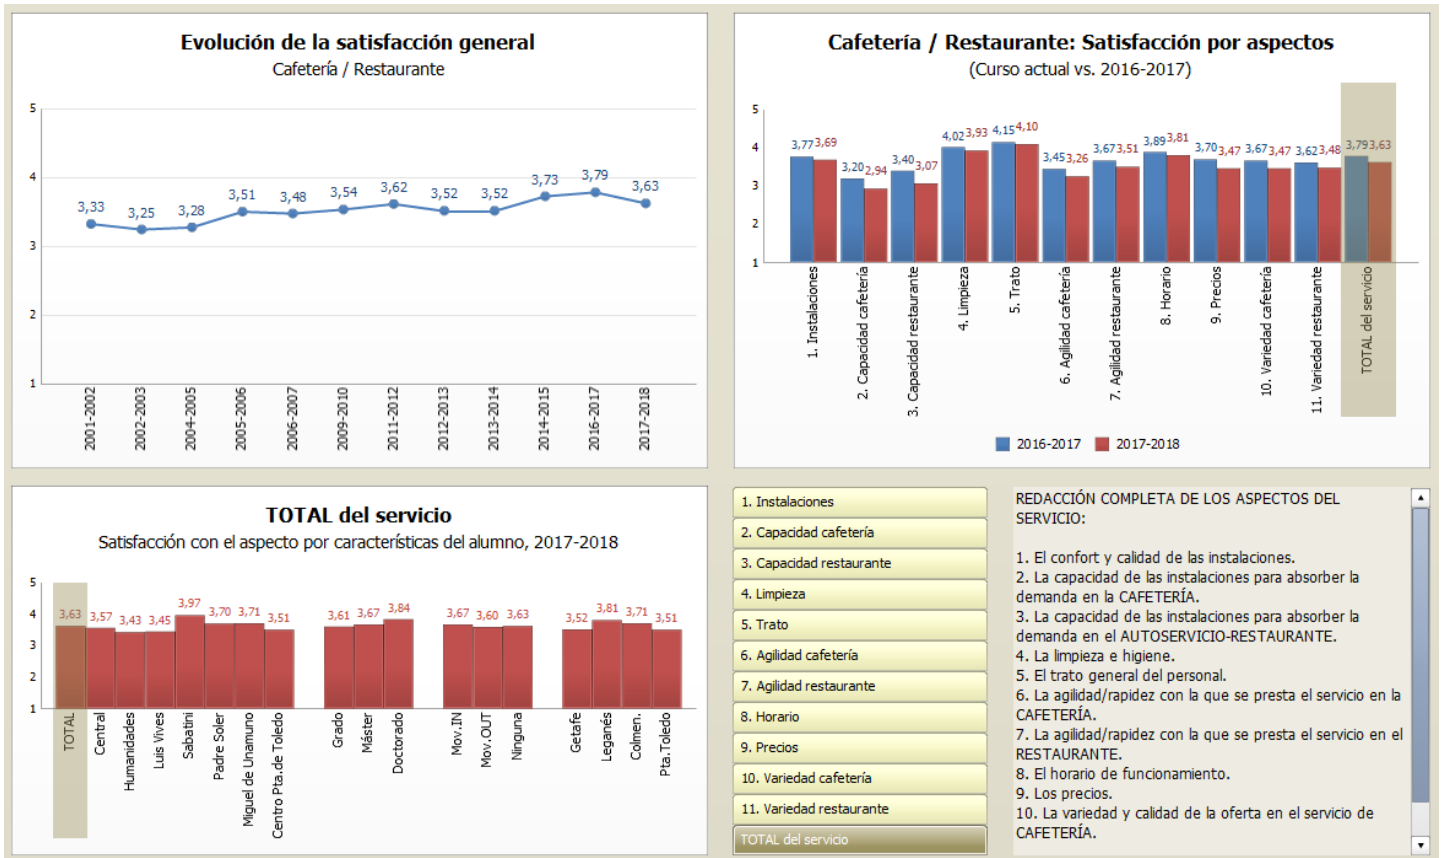 Evolución de la satisfacción general
Cafetería / Restaurante
5
4
3
2
1
3,33
3,25
3,28
3,51
3,48
3,54
3,62
3,52
3,52
3,73
3,79
3,63
2001-2002
2002-2003
2004-2005
2005-2006
2006-2007
2009-2010
2011-2012
2012-2013
2013-2014
2014-2015
2016-2017
2017-2018
Cafetería / Restaurante: Satisfacción por aspectos
(Curso actual vs. 2016-2017)
5
4
3
2
1
3,77 3,69
3,20 2,94
3,40 3,07
4,02 3,93
4,15 4,10
3,45 3,26
3,67 3,51
3,89 3,81
3,70 3,47
3,67 3,47
3,62 3,48
3,79 3,63
1. Instalaciones
2. Capacidad cafetería
3. Capacidad restaurante
4. Limpieza
5. Trato
6. Agilidad cafetería
7. Agilidad restaurante
8. Horario
9. Precios
10. Variedad cafetería
11. Variedad restaurante
TOTAL del servicio
2016-2017
2017-2018
TOTAL del servicio
Satisfacción con el aspecto por características del alumno, 2017-2018
5
4
3
2
1
3,63
3,57
3,43
3,45
3,97
3,70
3,71
3,51
3,61
3,67
3,84
3,67
3,60
3,63
3,52
3,81
3,71
3,51
TOTAL
Central
Humanidades
Luis Vives
Sabatini
Padre Soler
Miguel de Unamuno
Centro Pta.de Toledo
Grado
Máster
Doctorado
Mov.IN
Mov.OUT
Ninguna
Getafe
Leganés
Colmen.
Pta.Toledo
1. Instalaciones
2. Capacidad cafetería
3. Capacidad restaurante
4. Limpieza
5. Trato
6. Agilidad cafetería
7. Agilidad restaurante
8. Horario
9. Precios
10. Variedad cafetería
11. Variedad restaurante
TOTAL del servicio
REDACCIÓN COMPLETA DE LOS ASPECTOS DEL
SERVICIO:
1. El confort y calidad de las instalaciones.
2. La capacidad de las instalaciones para absorber la
demanda en la CAFETERÍA.
3. La capacidad de las instalaciones para absorber la
demanda en el AUTOSERVICIO-RESTAURANTE.
4. La limpieza e higiene.
5. El trato general del personal.
6. La agilidad/rapidez con la que se presta el servicio en la
CAFETERÍA.
7. La agilidad/rapidez con la que se presta el servicio en el
RESTAURANTE.
8. El horario de funcionamiento.
9. Los precios.
10. La variedad y calidad de la oferta en el servicio de
CAFETERÍA.